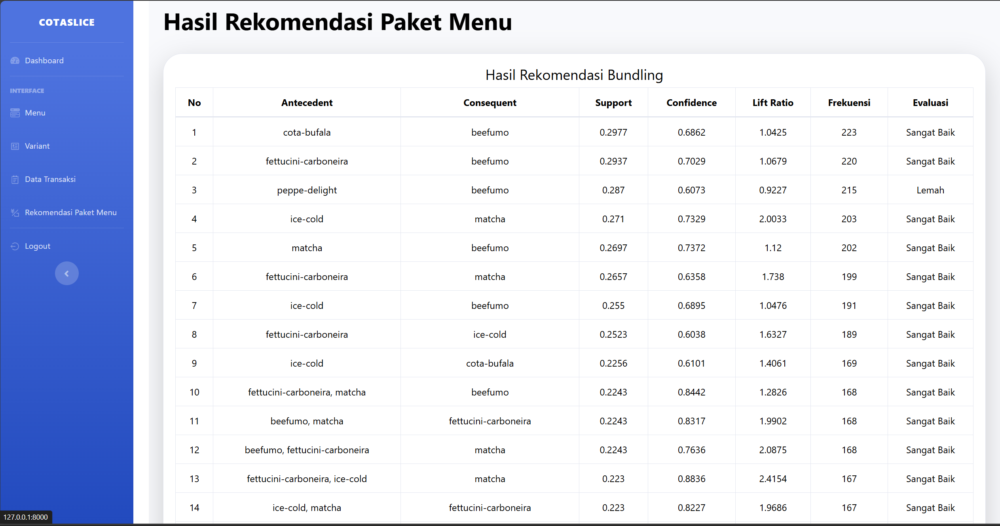 COTASLICE
Dashboard
INTERFACE
Menu
Variant
Data Transaksi
Rekomendasi Paket Menu
Logout
Hasil Rekomendasi Paket Menu
Hasil Rekomendasi Bundling
No Antecedent Consequent Support Confidence Lift Ratio Frekuensi Evaluasi
1 cota-bufala beefumo 0.2977 0.6862 1.0425 223 Sangat Baik
2 fettucini-carboneira beefumo 0.2937 0.7029 1.0679 220 Sangat Baik
3 peppe-delight beefumo 0.287 0.6073 0.9227 215 Lemah
4 ice-cold matcha 0.271 0.7329 2.0033 203 Sangat Baik
5 matcha beefumo 0.2697 0.7372 1.12 202 Sangat Baik
6 fettucini-carboneira matcha 0.2657 0.6358 1.738 199 Sangat Baik
7 ice-cold beefumo 0.255 0.6895 1.0476 191 Sangat Baik
8 fettucini-carboneira ice-cold 0.2523 0.6038 1.6327 189 Sangat Baik
9 ice-cold cota-bufala 0.2256 0.6101 1.4061 169 Sangat Baik
10 fettucini-carboneira, matcha beefumo 0.2243 0.8442 1.2826 168 Sangat Baik
11 beefumo, matcha fettucini-carboneira 0.2243 0.8317 1.9902 168 Sangat Baik
12 beefumo, fettucini-carboneira matcha 0.2243 0.7636 2.0875 168 Sangat Baik
13 fettucini-carboneira, ice-cold matcha 0.223 0.8836 2.4154 167 Sangat Baik
14 ice-cold, matcha fettucini-carboneira 0.223 0.8227 1.9686 167 Sangat Baik
127.0.0.1:8000